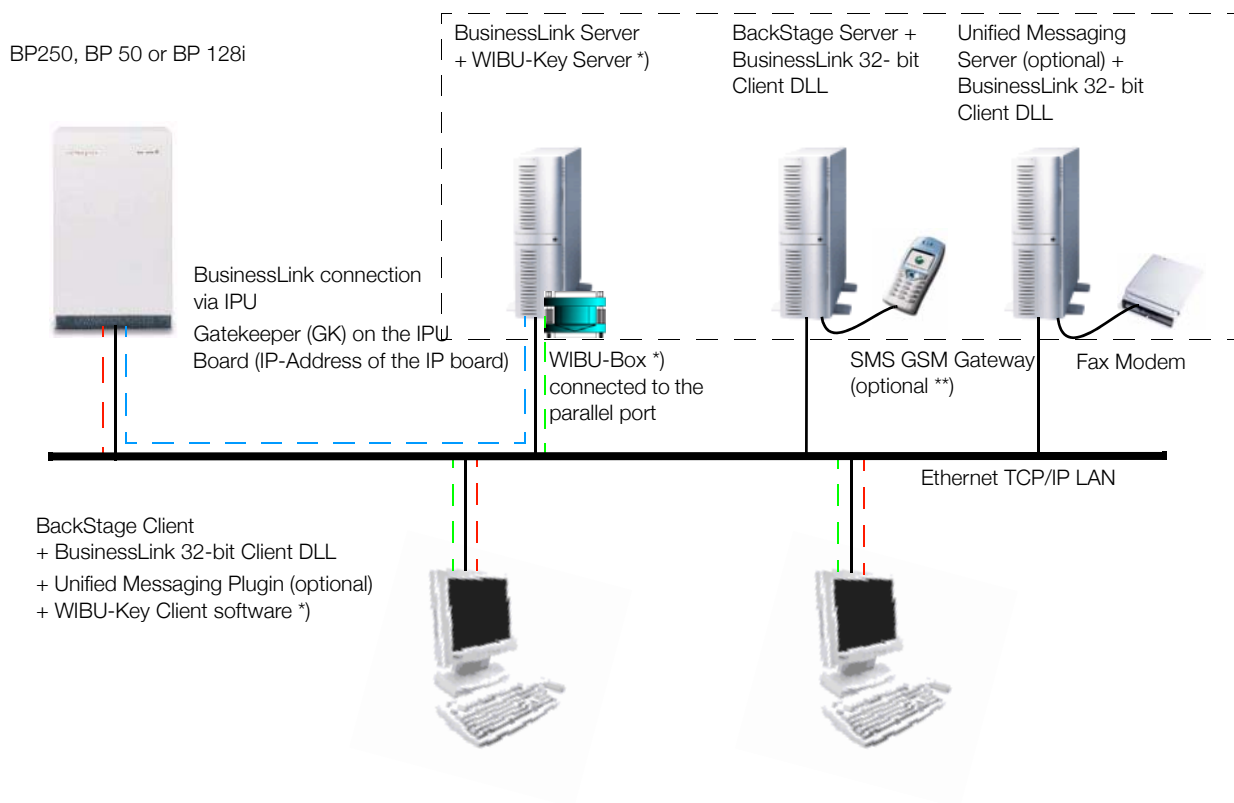 BP250, BP 50 or BP 128i
BusinessLink Server
+ WIBU-Key Server *)
BackStage Server +
BusinessLink 32- bit
Client DLL
Unified Messaging
Server (optional) +
BusinessLink 32- bit
Client DLL
BusinessLink connection
via IPU
Gatekeeper (GK) on the IPU
Board (IP-Address of the IP board)
WIBU-Box *)
connected to the
parallel port
SMS GSM Gateway
(optional **)
Fax Modem
Ethernet TCP/IP LAN
BackStage Client
+ BusinessLink 32-bit Client DLL
+ Unified Messaging Plugin (optional)
+ WIBU-Key Client software *)